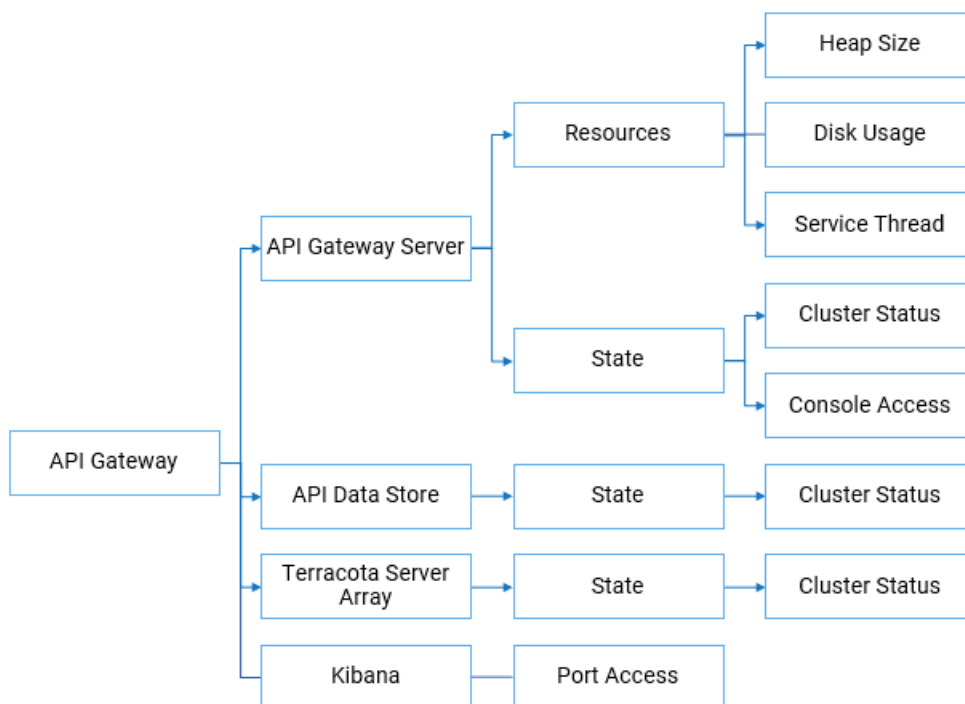 Heap Size
Resources
Disk Usage
Service Thread
API Gateway Server
Cluster Status
State
Console Access
API Gateway
API Data Store
State
Cluster Status
Terracota Server
Array
State
Cluster Status
Kibana
Port Access